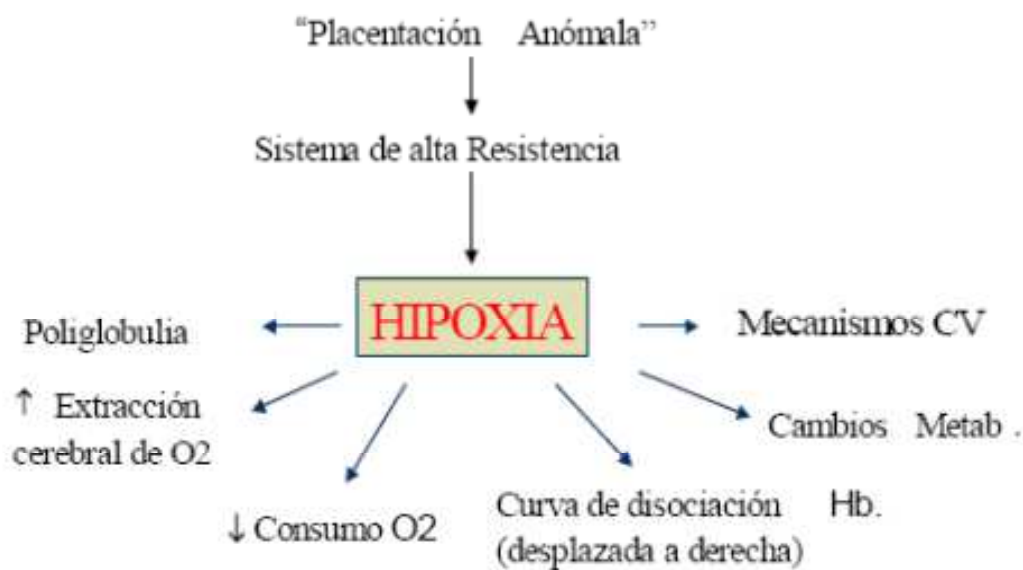 “Placentación Anómala”
Sistema de alta Resistencia
HIPOXIA
Poliglobulia
↑ Extracción
cerebral de O2
↓ Consumo O2
Curva de disociación Hb.
(desplazada a derecha)
Mecanismos CV
Cambios Metab .